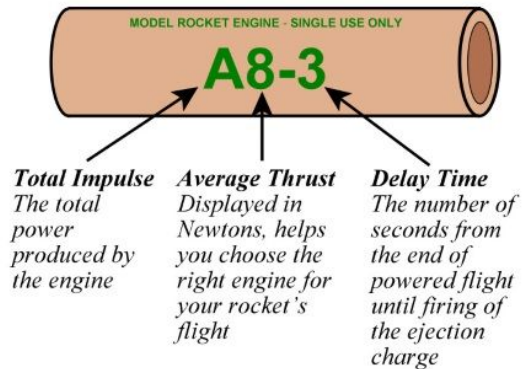 MODEL ROCKET ENGINE - SINGLE USE ONLY
A8-3
Total Impulse
The total
power
produced by
the engine
Average Thrust
Displayed in
Newtons, helps
you choose the
right engine for
your rocket's
flight
Delay Time
The number of
seconds from
the end of
powered flight
until firing of
the ejection
charge